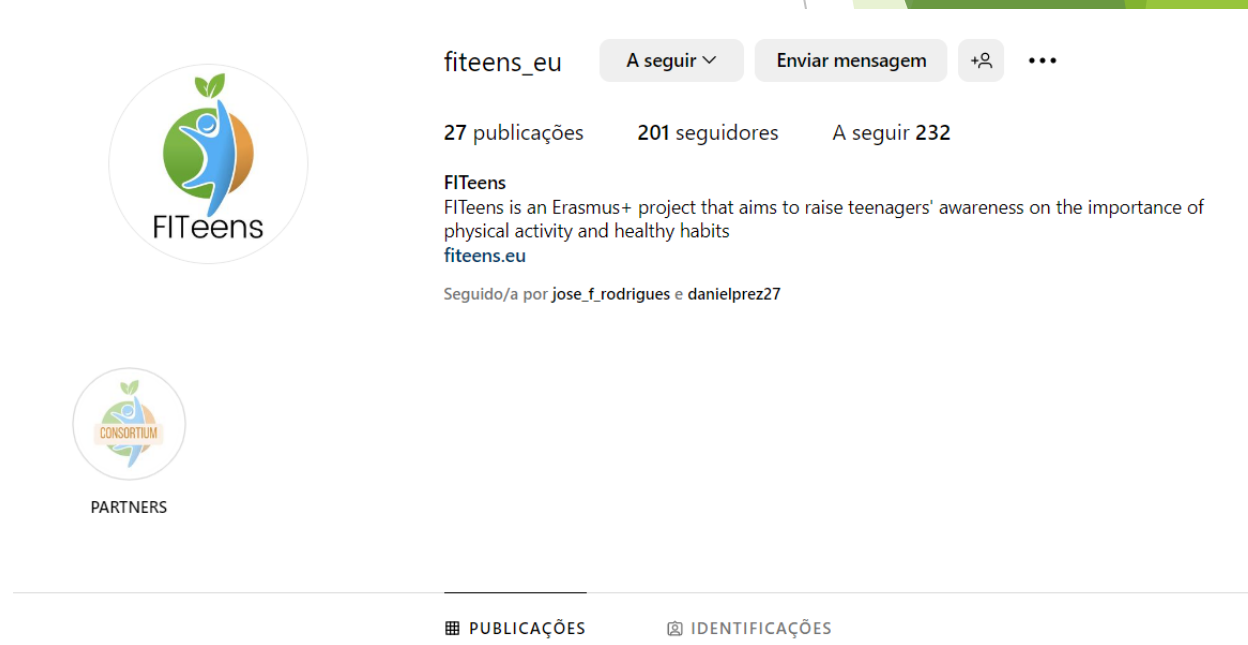 fiteens_eu A seguir Enviar mensagem
27 publicações 201 seguidores A seguir 232
FITeens
FITeens is an Erasmus+ project that aims to raise teenagers' awareness on the importance of
physical activity and healthy habits
fiteens.eu
Seguido/a por jose_f_rodrigues e danielprez27
FITeens
CONSORTIUM
PARTNERS
PUBLICAÇÕES IDENTIFICAÇÕES